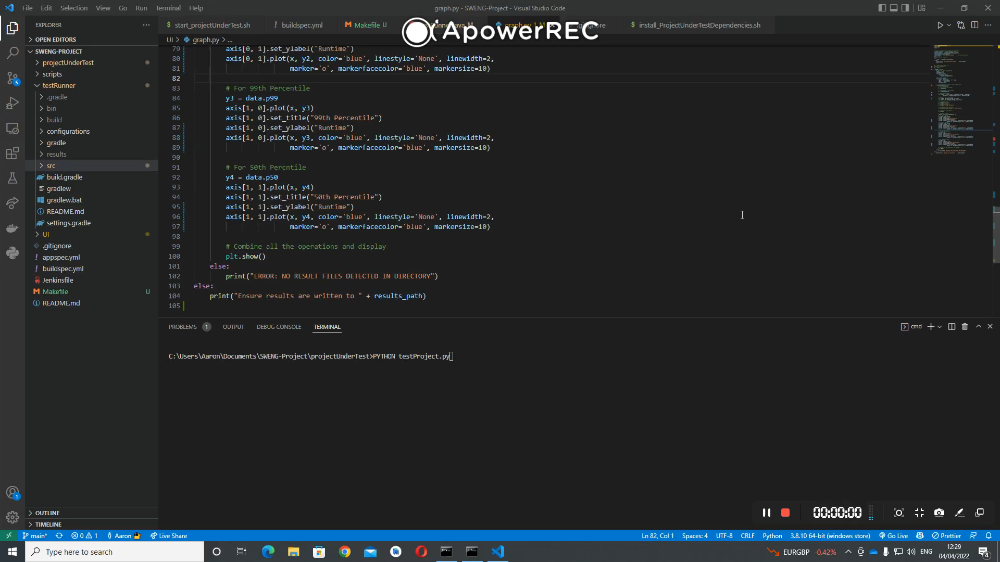 File Edit Selection View Go Run Terminal Help
graph.py - SWENG-Project - Visual Studio Code
EXPLORER
start_projectUnderTest.sh
buildspec.yml
Makefile U
graph.py 1, M
.gitignore
install_ProjectUnderTestDependencies.sh
ApowerREC
UI > graph.py > ...
OPEN EDITORS
SWENG-PROJECT
projectUnderTest
scripts
testRunner
.gradle
bin
build
configurations
gradle
results
src
build.gradle
gradlew
gradlew.bat
README.md
settings.gradle
UI
.gitignore
appspec.yml
buildspec.yml
Jenkinsfile
Makefile U
README.md
OUTLINE
TIMELINE
79 axis[0, 1].set_ylabel("Runtime")
80 axis[0, 1].plot(x, y2, color='blue', linestyle='None', linewidth=2,
81 marker='o', markerfacecolor='blue', markersize=10)
82
83 # For 99th Percentile
84 y3 = data.p99
85 axis[1, 0].plot(x, y3)
86 axis[1, 0].set_title("99th Percentile")
87 axis[1, 0].set_ylabel("Runtime")
88 axis[1, 0].plot(x, y3, color='blue', linestyle='None', linewidth=2,
89 marker='o', markerfacecolor='blue', markersize=10)
90
91 # For 50th Percntile
92 y4 = data.p50
93 axis[1, 1].plot(x, y4)
94 axis[1, 1].set_title("50th Percentile")
95 axis[1, 1].set_ylabel("Runtime")
96 axis[1, 1].plot(x, y4, color='blue', linestyle='None', linewidth=2,
97 marker='o', markerfacecolor='blue', markersize=10)
98
99 # Combine all the operations and display
100 plt.show()
101 else:
102 print("ERROR: NO RESULT FILES DETECTED IN DIRECTORY")
103 else:
104 print("Ensure results are written to " + results_path)
105
PROBLEMS 1 OUTPUT DEBUG CONSOLE TERMINAL
cmd
C:\Users\Aaron\Documents\SWENG-Project\projectUnderTest>PYTHON testProject.py
00:00:00
main* 0 1 Aaron Live Share
Ln 82, Col 1 Spaces: 4 UTF-8 CRLF Python 3.8.10 64-bit (windows store) Go Live Prettier
Type here to search
EURGBP -0.42%
ENG
12:29
04/04/2022
4